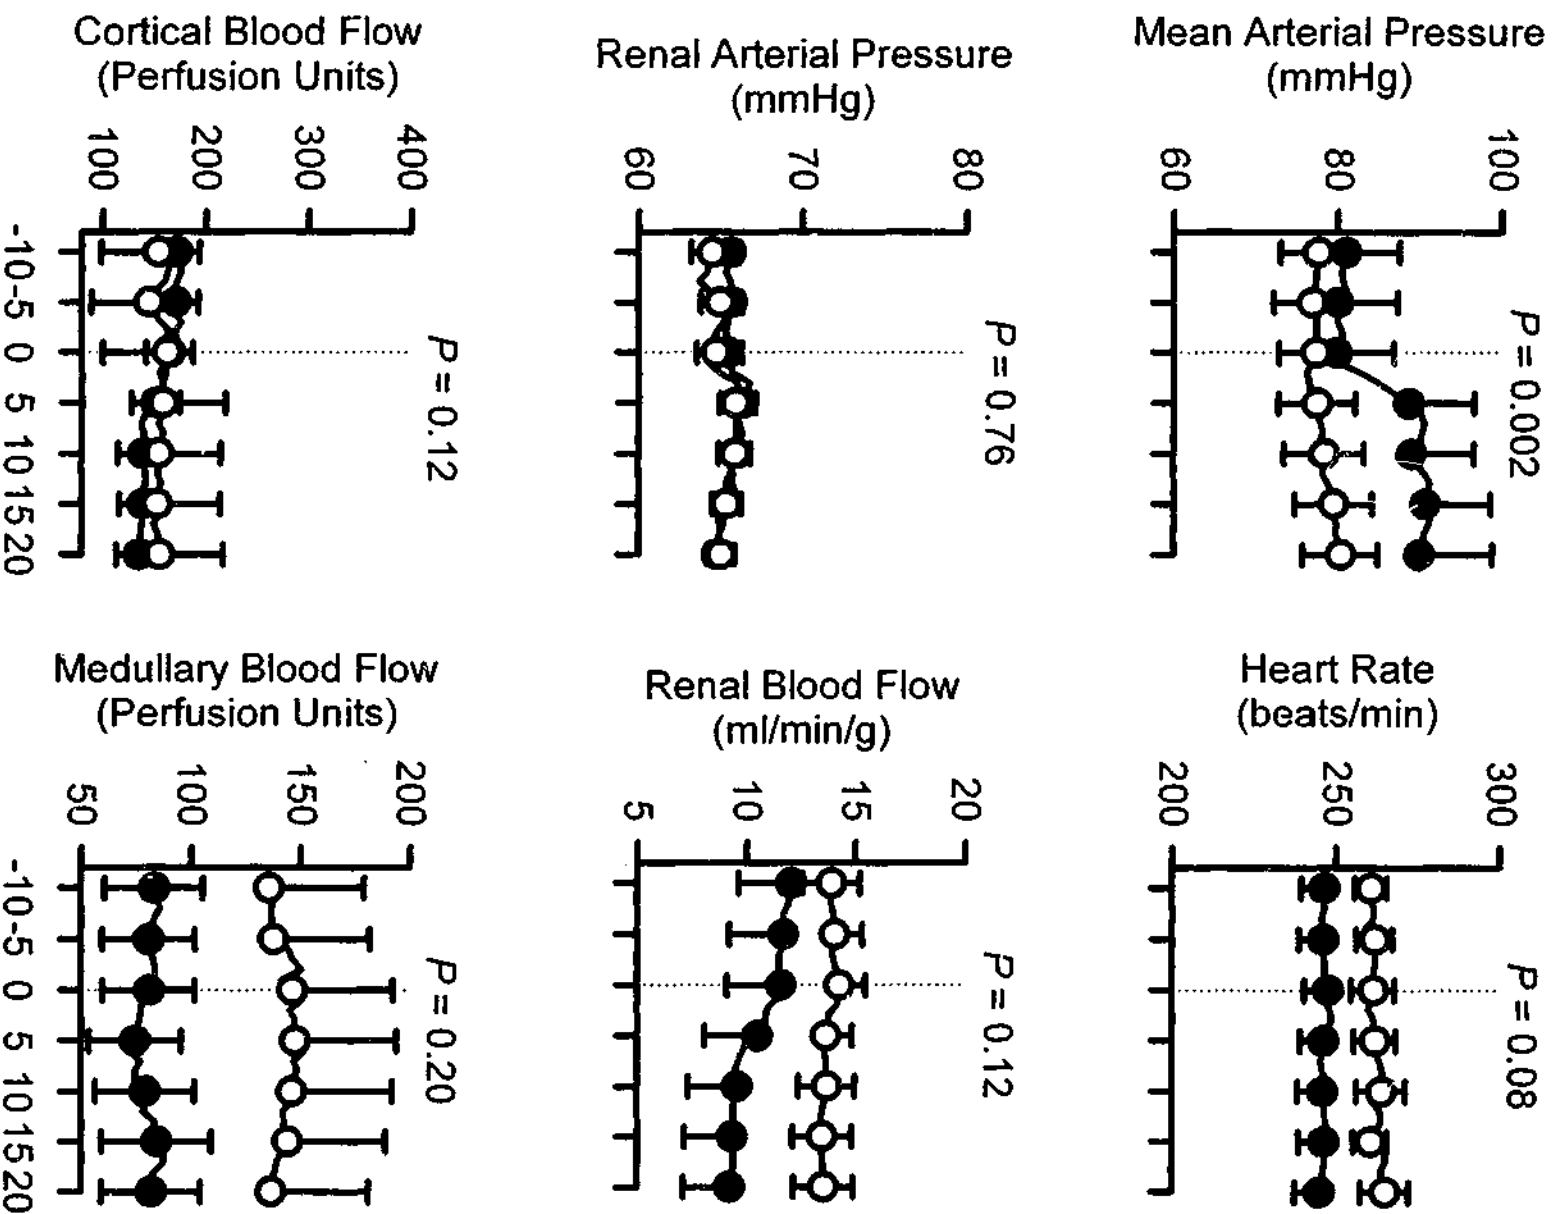 Mean Arterial Pressure
(mmHg)
100
80
60
P = 0.002
Heart Rate
(beats/min)
300
250
200
P = 0.08
Renal Arterial Pressure
(mmHg)
80
70
60
P = 0.76
Renal Blood Flow
(ml/min/g)
20
15
10
5
P = 0.12
Cortical Blood Flow
(Perfusion Units)
400
300
200
100
P = 0.12
-10 -5 0 5 10 15 20
Medullary Blood Flow
(Perfusion Units)
200
150
100
50
P = 0.20
-10 -5 0 5 10 15 20